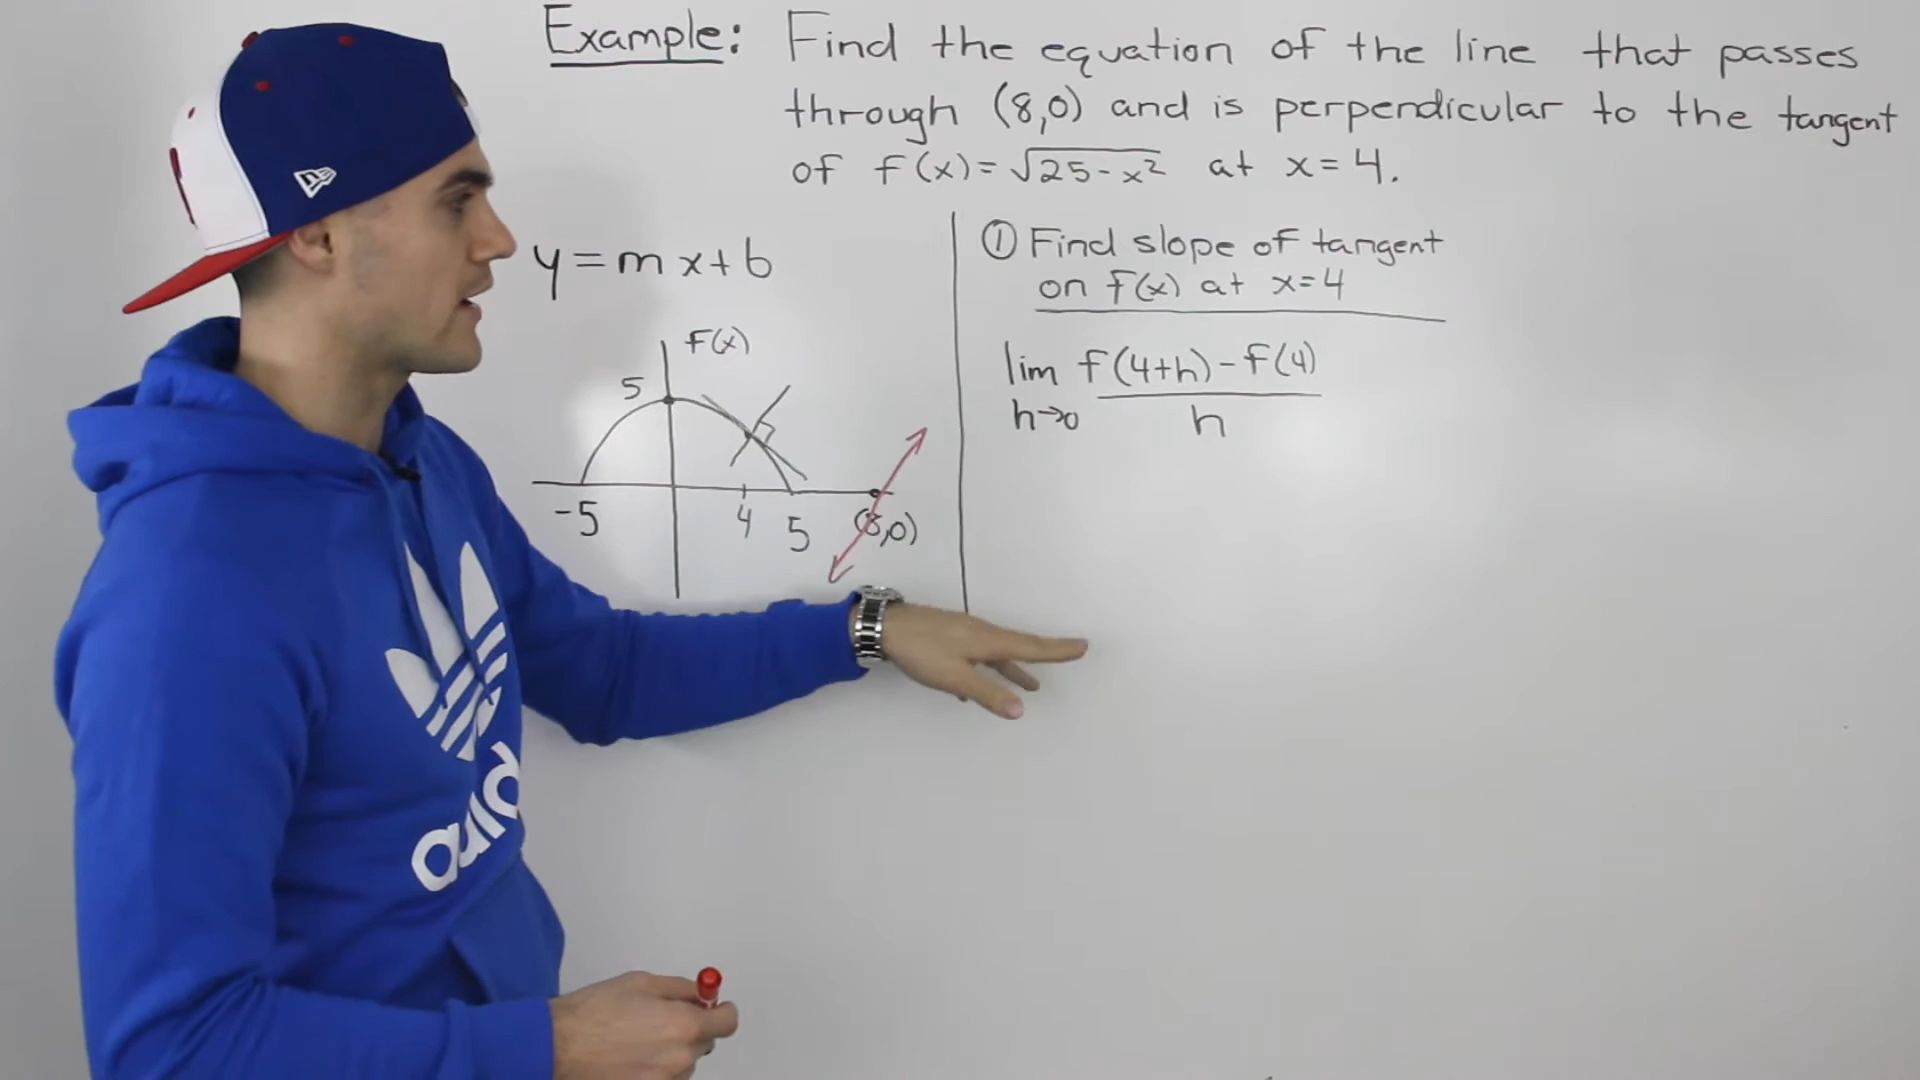 Example: Find the equation of the line that passes
through (8,0) and is perpendicular to the tangent
of f(x)=√25-x² at x=4.
y=mx+b
f(x)
5
-5
4
5
(8,0)
① Find slope of tangent
on f(x) at x=4
lim f(4+h)-f(4)
h→0 h
adidas